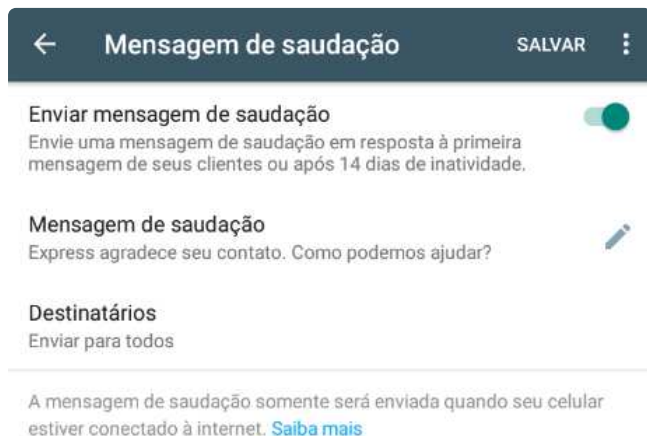 Mensagem de saudação SALVAR
Enviar mensagem de saudação
Envie uma mensagem de saudação em resposta à primeira
mensagem de seus clientes ou após 14 dias de inatividade.
Mensagem de saudação
Express agradece seu contato. Como podemos ajudar?
Destinatários
Enviar para todos
A mensagem de saudação somente será enviada quando seu celular
estiver conectado à internet. Saiba mais